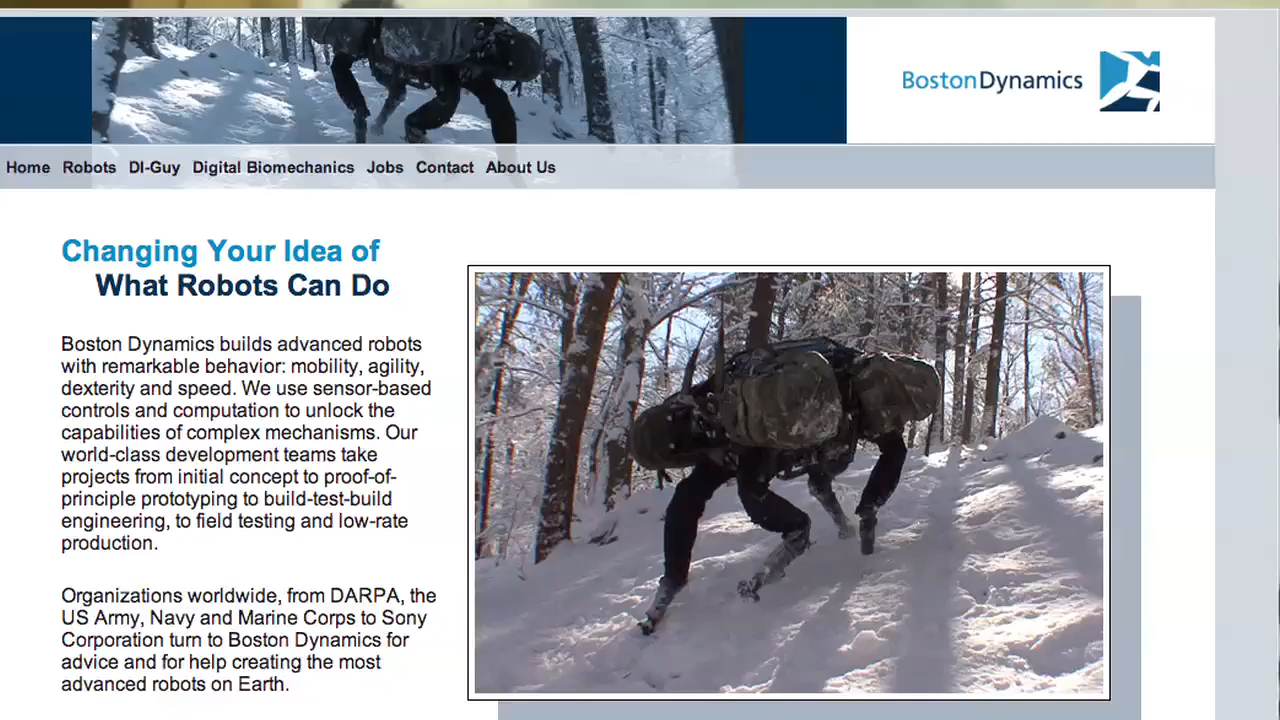 BostonDynamics
Home Robots DI-Guy Digital Biomechanics Jobs Contact About Us
Changing Your Idea of
What Robots Can Do
Boston Dynamics builds advanced robots
with remarkable behavior: mobility, agility,
dexterity and speed. We use sensor-based
controls and computation to unlock the
capabilities of complex mechanisms. Our
world-class development teams take
projects from initial concept to proof-of-
principle prototyping to build-test-build
engineering, to field testing and low-rate
production.
Organizations worldwide, from DARPA, the
US Army, Navy and Marine Corps to Sony
Corporation turn to Boston Dynamics for
advice and for help creating the most
advanced robots on Earth.